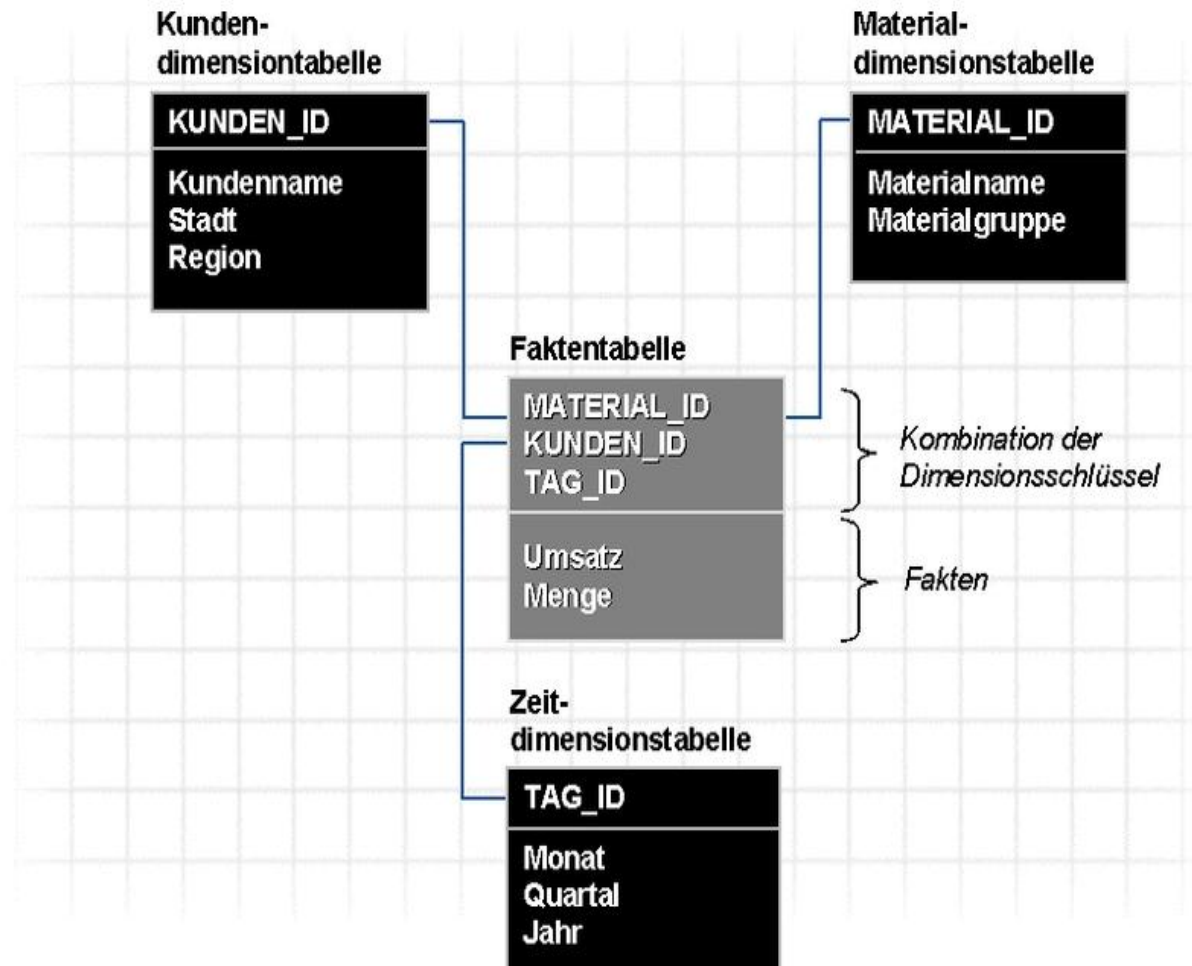 Kunden-
dimensiontabelle
KUNDEN_ID
Kundenname
Stadt
Region
Material-
dimensionstabelle
MATERIAL_ID
Materialname
Materialgruppe
Faktentabelle
MATERIAL_ID
KUNDEN_ID
TAG_ID
Umsatz
Menge
Kombination der
Dimensionsschlüssel
Fakten
Zeit-
dimensionstabelle
TAG_ID
Monat
Quartal
Jahr